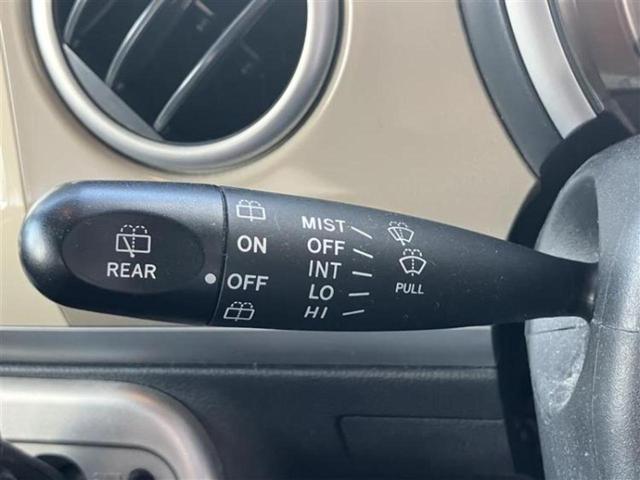 REAR
ON
OFF
MIST
OFF
INT
LO
HI
PULL